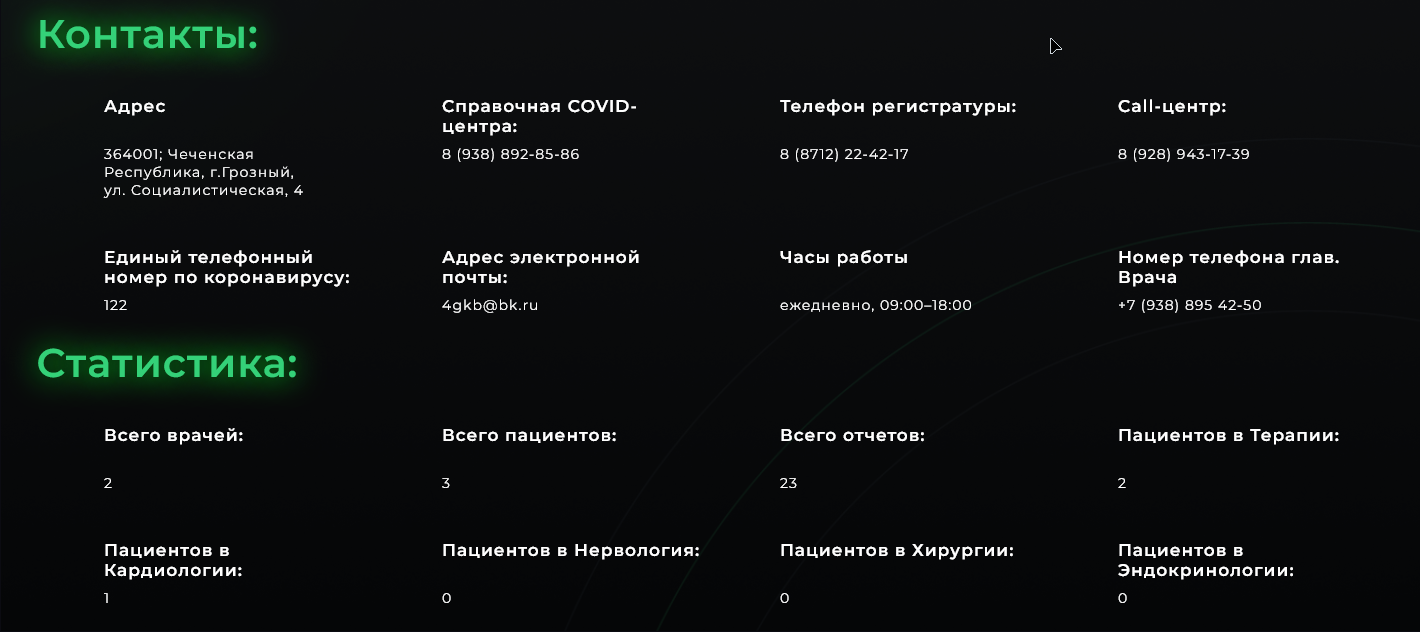 Контакты:
Адрес
364001; Чеченская
Республика, г.Грозный,
ул. Социалистическая, 4
Справочная COVID-
центра:
8 (938) 892-85-86
Телефон регистратуры:
8 (8712) 22-42-17
Call-центр:
8 (928) 943-17-39
Единый телефонный
номер по коронавирусу:
122
Адрес электронной
почты:
4gkb@bk.ru
Часы работы
ежедневно, 09:00–18:00
Номер телефона глав.
Врача
+7 (938) 895 42-50
Статистика:
Всего врачей:
2
Всего пациентов:
3
Всего отчетов:
23
Пациентов в Терапии:
2
Пациентов в
Кардиологии:
1
Пациентов в Нервология:
0
Пациентов в Хирургии:
0
Пациентов в
Эндокринологии:
0